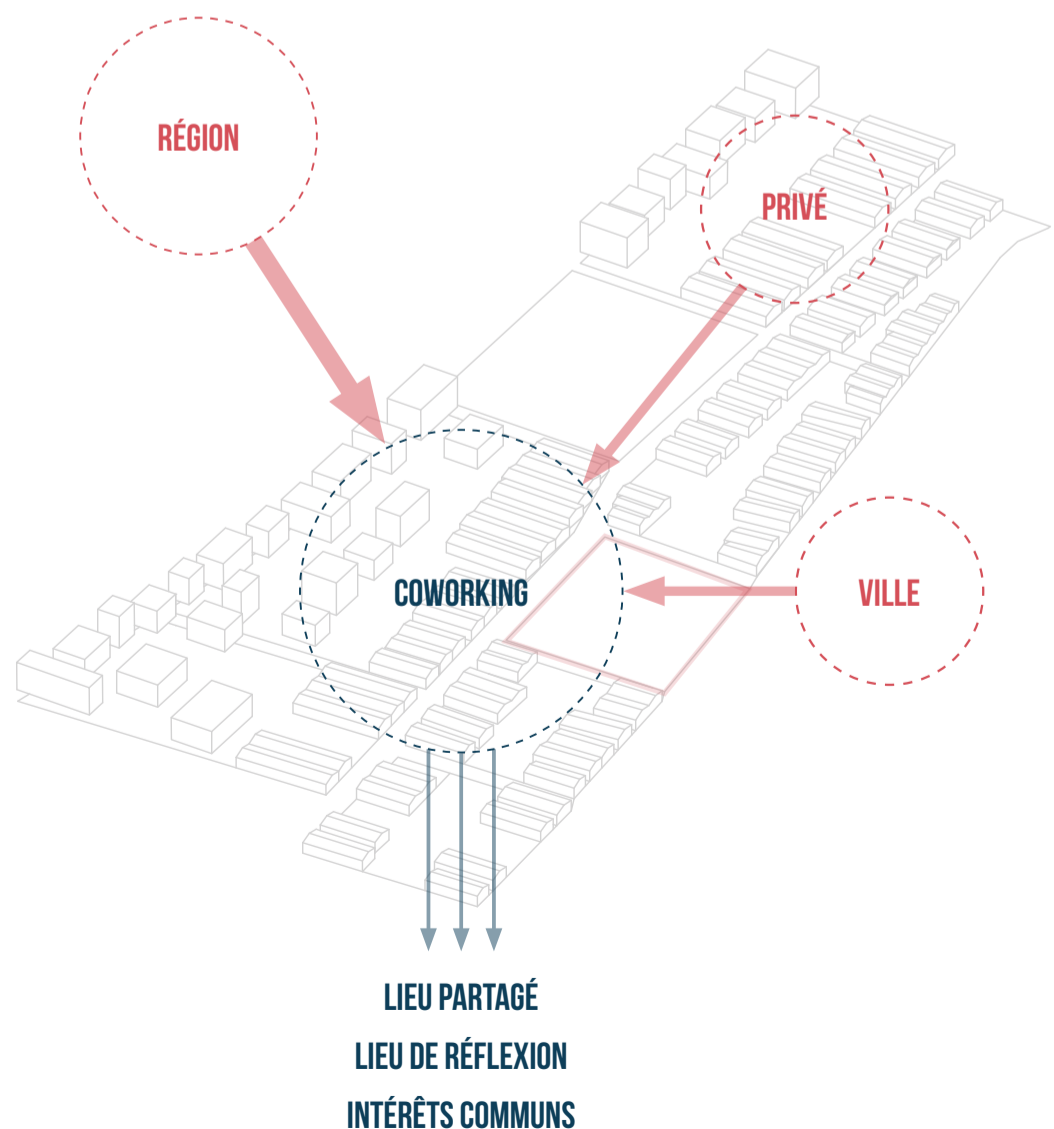 RÉGION
PRIVÉ
COWORKING
VILLE
LIEU PARTAGÉ
LIEU DE RÉFLEXION
INTÉRÊTS COMMUNS